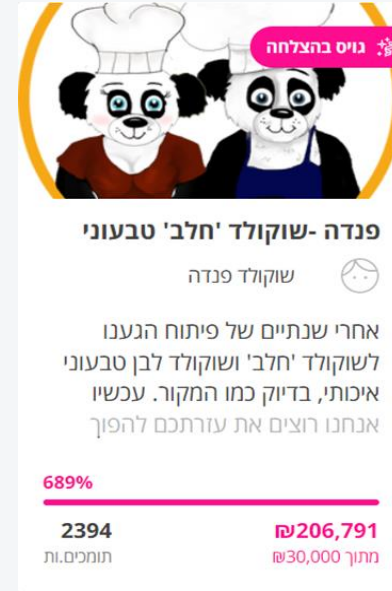 גויס בהצלחה
פנדה -שוקולד 'חלב' טבעוני
שוקולד פנדה
אחרי שנתיים של פיתוח הגענו
לשוקולד 'חלב' ושוקולד לבן טבעוני
איכותי, בדיוק כמו המקור. עכשיו
אנחנו רוצים את עזרתכם להפוך
689%
₪206,791
2394
מתוך ₪30,000
תומכים.ות